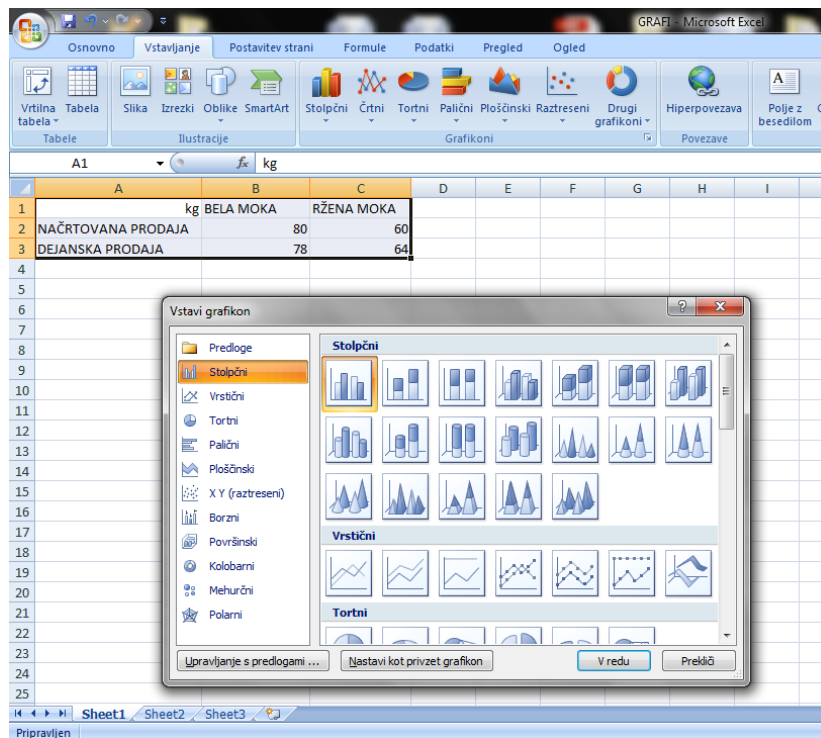 GRAFI - Microsoft Excel
Osnovno Vstavljanje Postavitev strani Formule Podatki Pregled Ogled
Vrtilna tabela Tabela Slika Izrezki Oblike SmartArt Stolpčni Črtni Tortni Palični Ploščinski Raztreseni Drugi grafikoni Hiperpovezava Polje z besedilom
Tabele Ilustracije Grafikoni Povezave
A1 fx kg
A B C D E F G H I
1 kg BELA MOKA RŽENA MOKA
2 NAČRTOVANA PRODAJA 80 60
3 DEJANSKA PRODAJA 78 64
4
5
6
7
8
9
10
11
12
13
14
15
16
17
18
19
20
21
22
23
24
25
Vstavi grafikon
Predloge
Stolpčni
Vrstični
Tortni
Palični
Ploščinski
X Y (raztreseni)
Borzni
Površinski
Kolobarni
Mehurčni
Polarni
Stolpčni
Vrstični
Tortni
Upravljanje s predlogami ... Nastavi kot privzet grafikon V redu Prekliči
Sheet1 Sheet2 Sheet3
Pripravljen